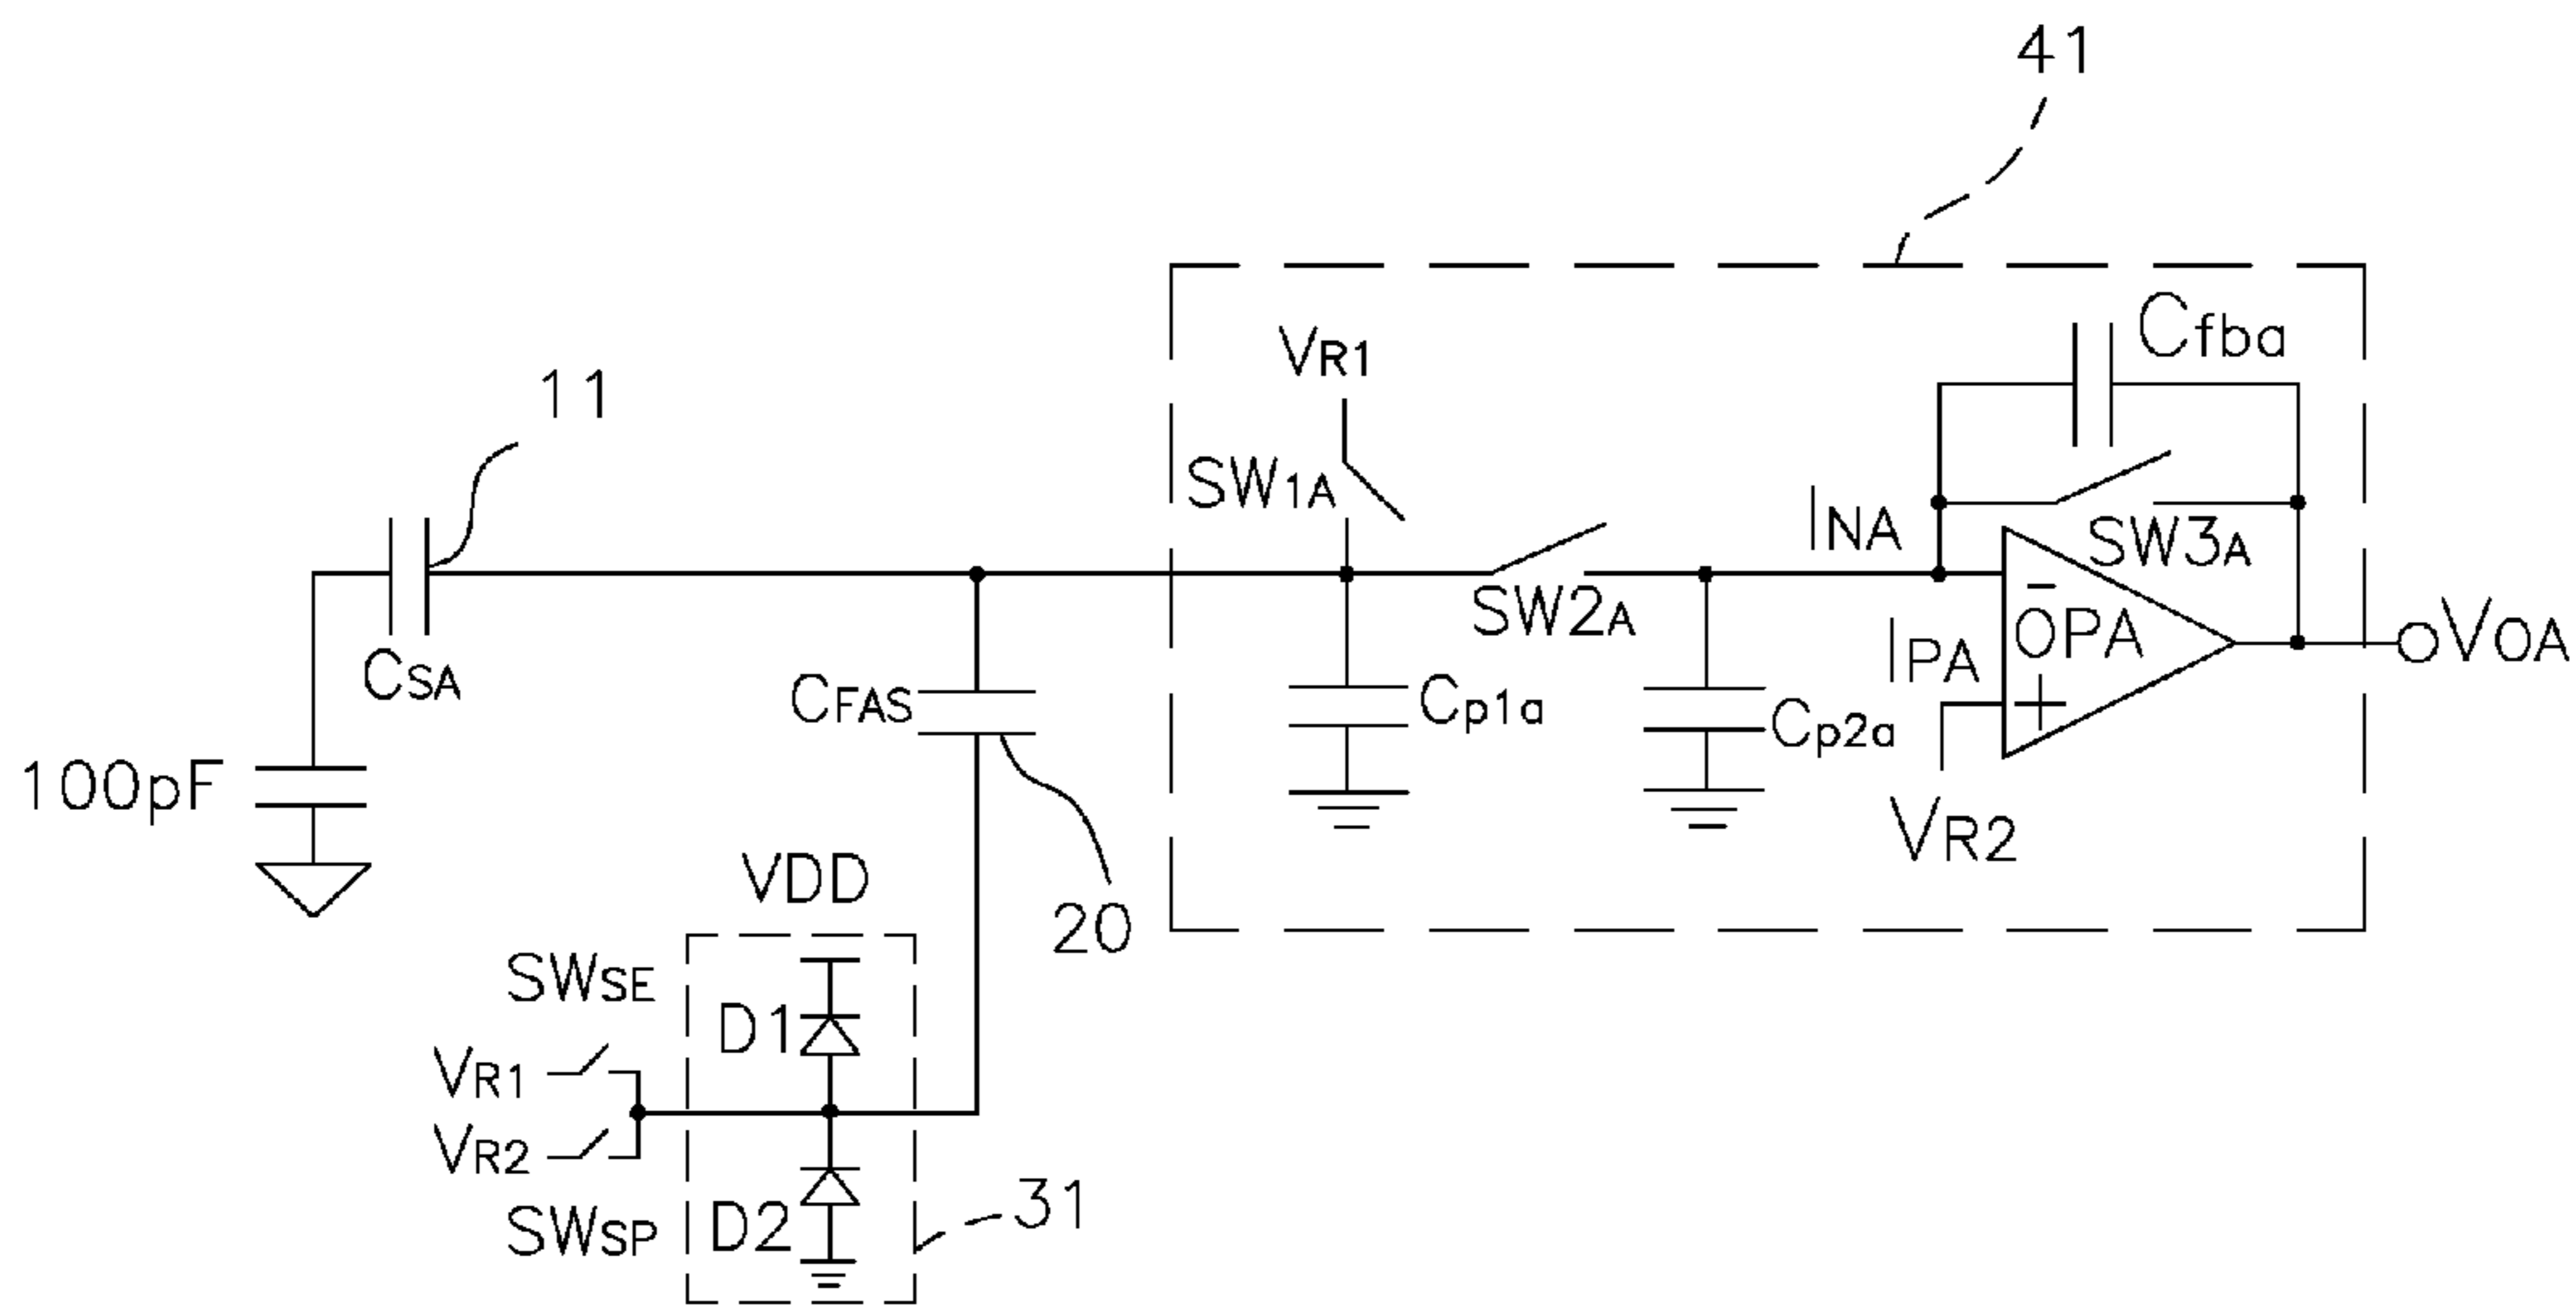 41
Cfba
VR1
11
SW1A
INA
SW3A
SW2A
CSA
IPA
OPA
VOA
CFAS
Cp1a
Cp2a
100pF
VR2
VDD
20
SWSE
D1
VR1
VR2
31
SWSP
D2